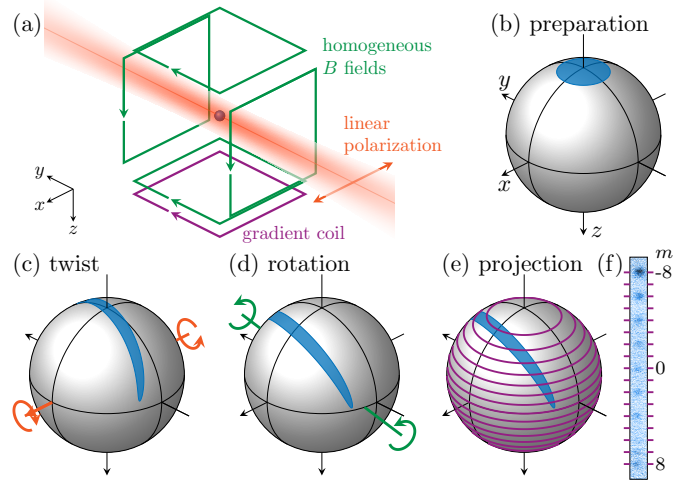 (a)
homogeneous
B fields
linear
polarization
gradient coil
y
x
z
(b) preparation
y
x
z
(c) twist
(d) rotation
(e) projection
(f)
m
-8
0
8